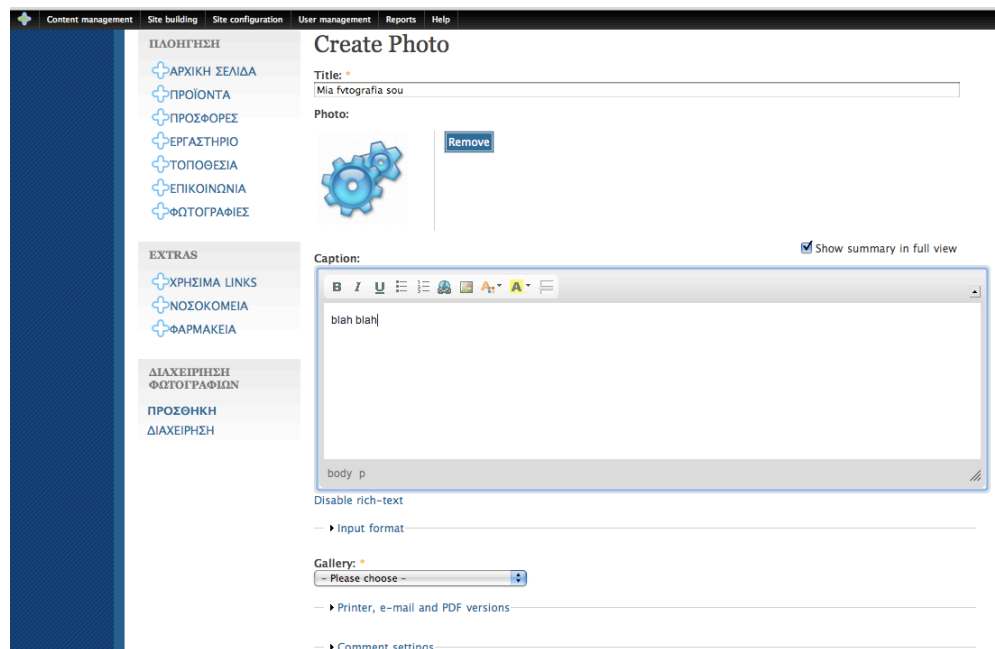 Content management Site building Site configuration User management Reports Help
ΠΛΟΗΓΗΣΗ
ΑΡΧΙΚΗ ΣΕΛΙΔΑ
ΠΡΟΪΟΝΤΑ
ΠΡΟΣΦΟΡΕΣ
ΕΡΓΑΣΤΗΡΙΟ
ΤΟΠΟΘΕΣΙΑ
ΕΠΙΚΟΙΝΩΝΙΑ
ΦΩΤΟΓΡΑΦΙΕΣ
EXTRAS
ΧΡΗΣΙΜΑ LINKS
ΝΟΣΟΚΟΜΕΙΑ
ΦΑΡΜΑΚΕΙΑ
ΔΙΑΧΕΙΡΙΣΗ
ΦΩΤΟΓΡΑΦΙΩΝ
ΠΡΟΣΘΗΚΗ
ΔΙΑΧΕΙΡΗΣΗ
Create Photo
Title: *
Mia fvtografia sou
Photo:
Remove
Show summary in full view
Caption:
B I U A A
blah blah
body p
Disable rich-text
Input format
Gallery: *
- Please choose -
Printer, e-mail and PDF versions
Comment settings